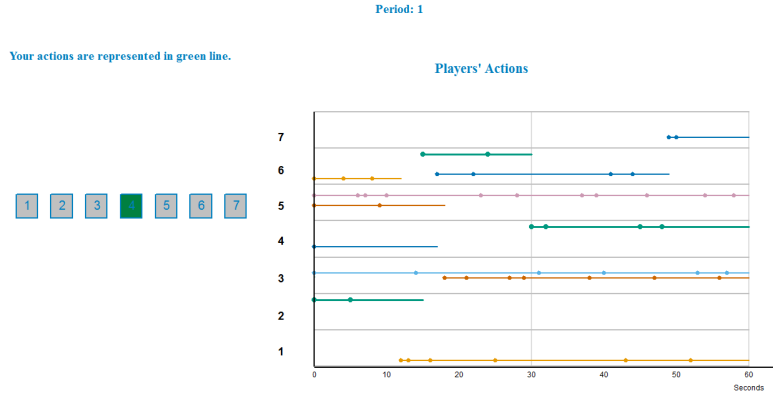 Period: 1
Your actions are represented in green line.
Players' Actions
1 2 3 4 5 6 7
7
6
5
4
3
2
1
0 10 20 30 40 50 60
Seconds